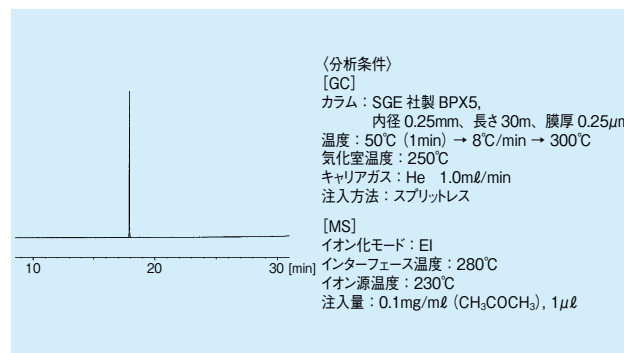 〈分析条件〉
[GC]
カラム：SGE 社製 BPX5,
内径 0.25mm、長さ 30m、膜厚 0.25μm
温度：50℃ (1min) → 8℃/min → 300℃
気化室温度：250℃
キャリアガス：He 1.0mℓ/min
注入方法：スプリットレス
[MS]
イオン化モード：EI
インターフェース温度：280℃
イオン源温度：230℃
注入量：0.1mg/mℓ (CH₃COCH₃), 1μℓ
10 20 30 [min]